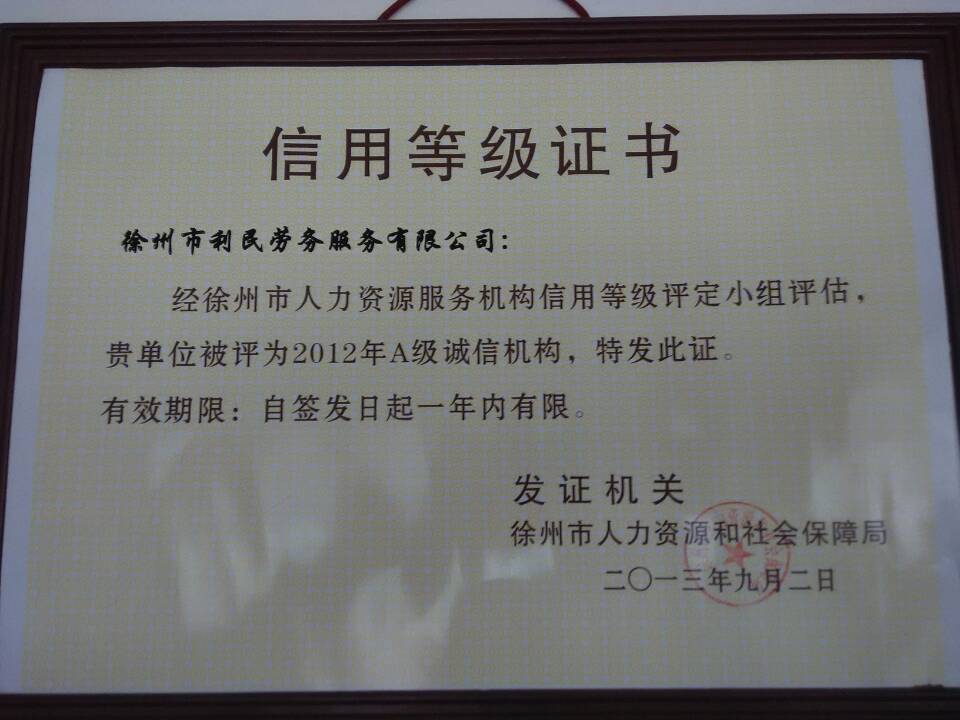 信用等级证书
徐州市利民劳务服务有限公司：
经徐州市人力资源服务机构信用等级评定小组评估，
贵单位被评为2012年A级诚信机构，特发此证。
有效期限：自签发日起一年内有限。
发证机关
徐州市人力资源和社会保障局
二〇一三年九月二日